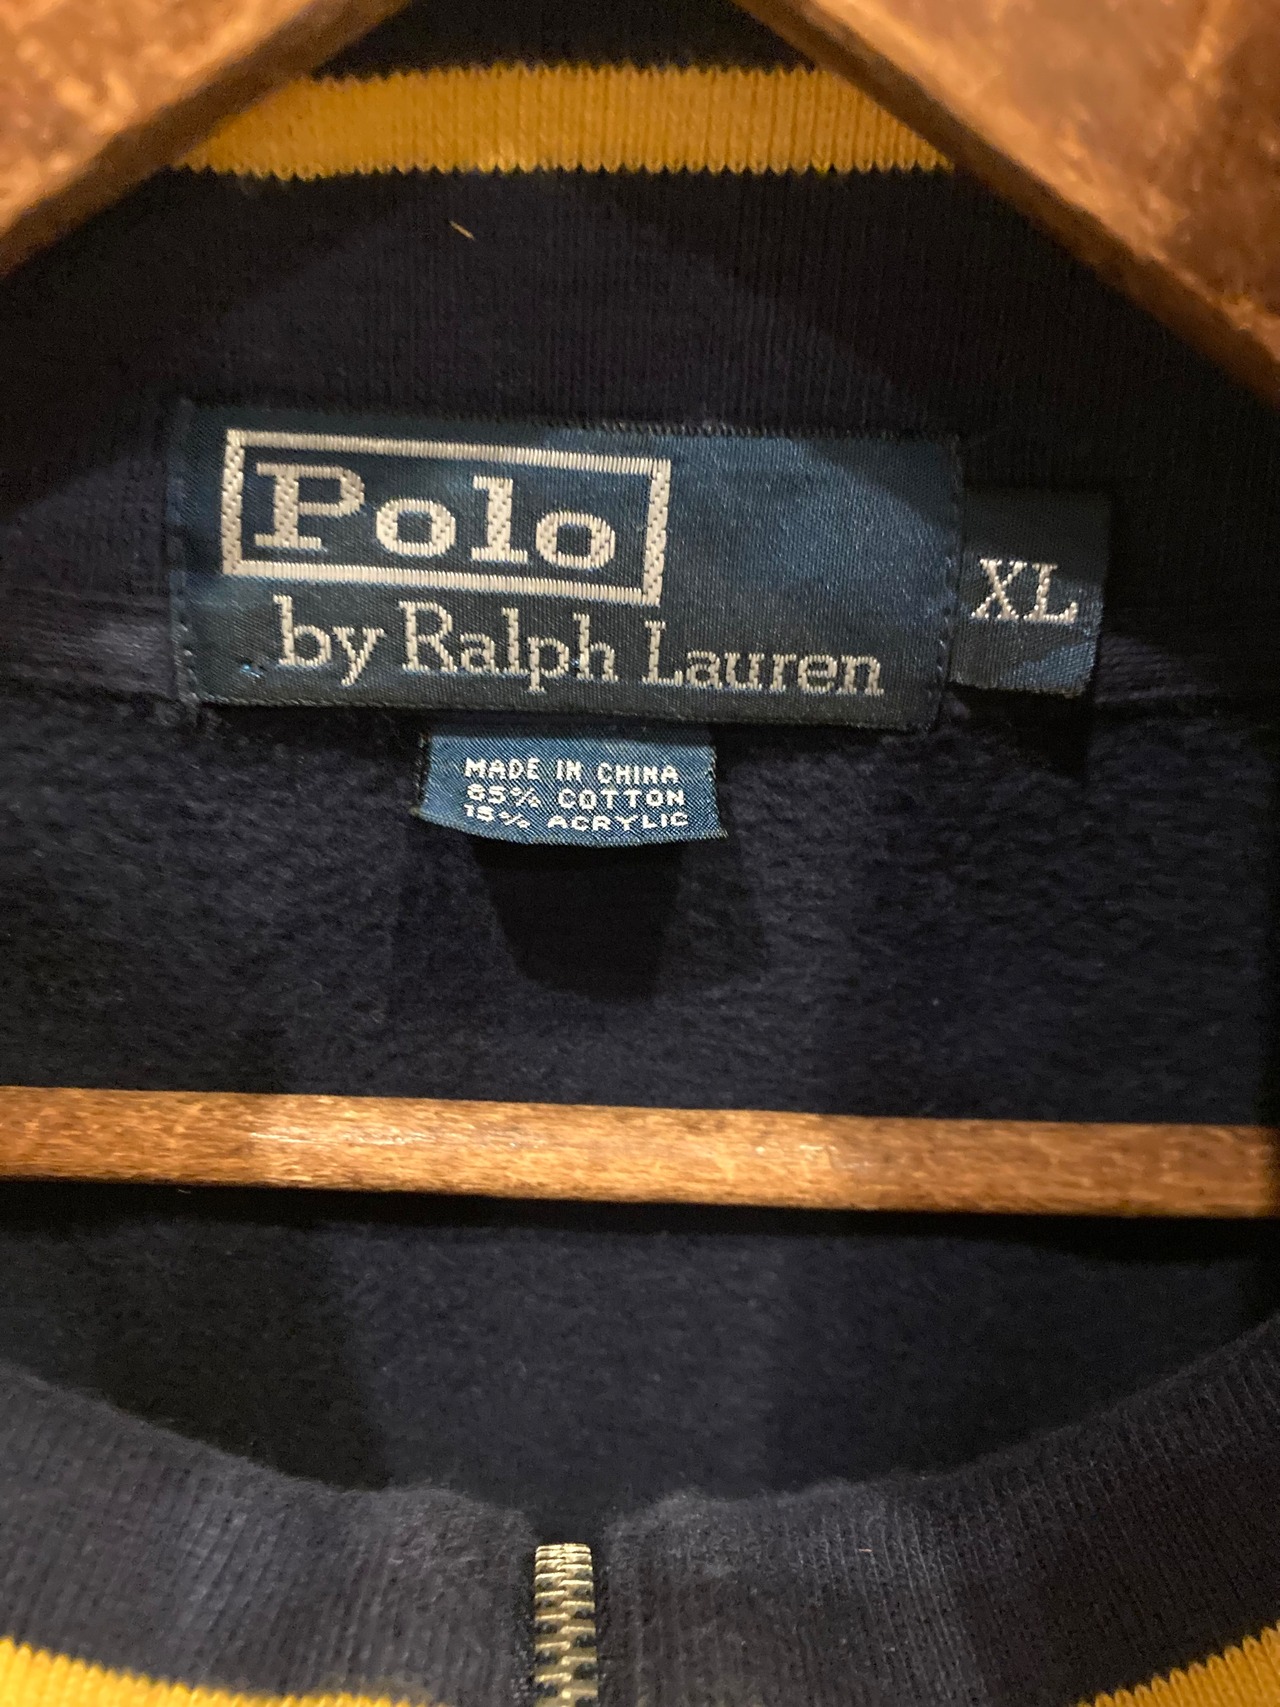 Polo
by Ralph Lauren
XL
MADE IN CHINA
85% COTTON
15% ACRYLIC